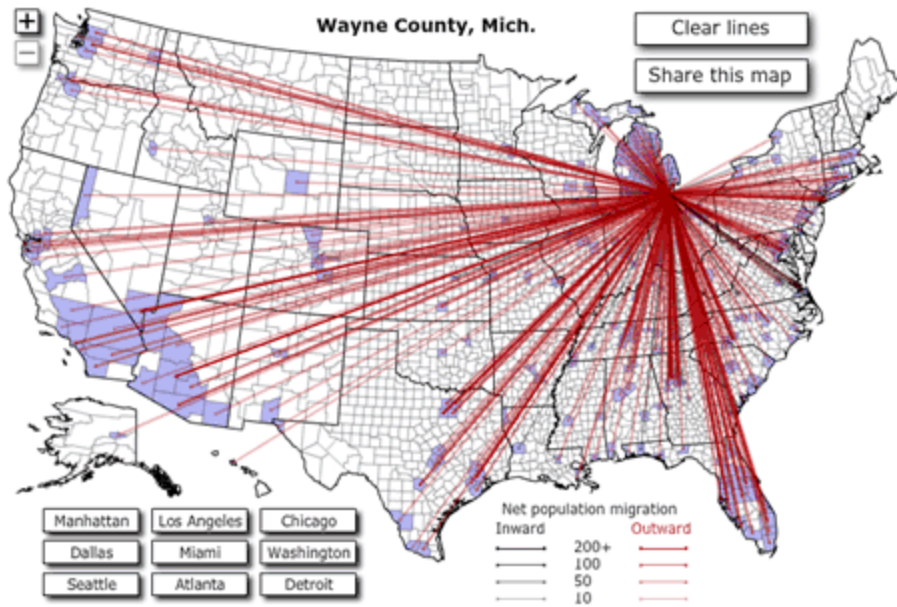 +
Wayne County, Mich.
Clear lines
−
Share this map
Net population migration
Inward Outward
200+
100
50
10
Manhattan Los Angeles Chicago
Dallas Miami Washington
Seattle Atlanta Detroit